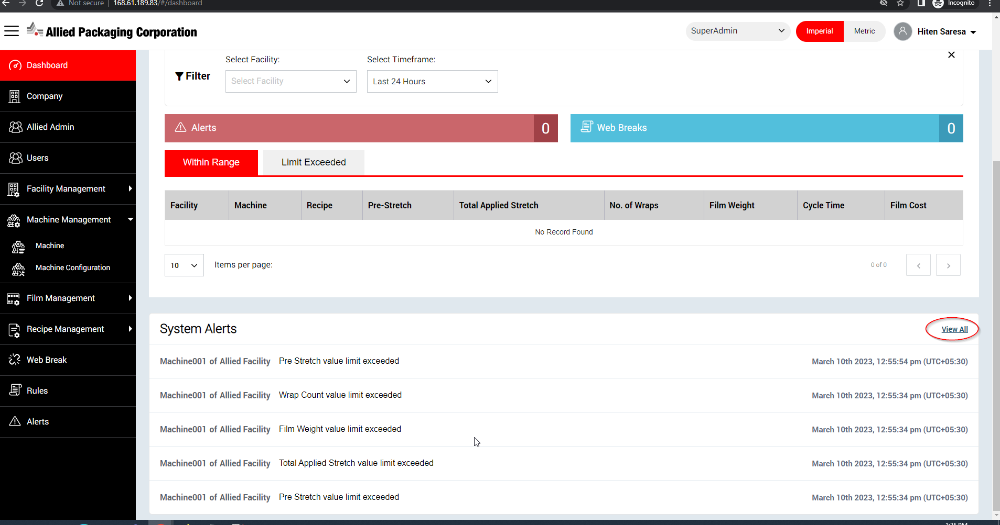 Not secure | 168.61.189.83/#/dashboard
Incognito
Allied Packaging Corporation
SuperAdmin
Imperial
Metric
Hiten Saresa
Dashboard
Company
Allied Admin
Users
Facility Management
Machine Management
Machine
Machine Configuration
Film Management
Recipe Management
Web Break
Rules
Alerts
Filter
Select Facility:
Select Facility
Select Timeframe:
Last 24 Hours
Alerts 0
Web Breaks 0
Within Range
Limit Exceeded
Facility Machine Recipe Pre-Stretch Total Applied Stretch No. of Wraps Film Weight Cycle Time Film Cost
No Record Found
10 Items per page:
0 of 0
System Alerts
View All
Machine001 of Allied Facility Pre Stretch value limit exceeded March 10th 2023, 12:55:54 pm (UTC+05:30)
Machine001 of Allied Facility Wrap Count value limit exceeded March 10th 2023, 12:55:34 pm (UTC+05:30)
Machine001 of Allied Facility Film Weight value limit exceeded March 10th 2023, 12:55:34 pm (UTC+05:30)
Machine001 of Allied Facility Total Applied Stretch value limit exceeded March 10th 2023, 12:55:34 pm (UTC+05:30)
Machine001 of Allied Facility Pre Stretch value limit exceeded March 10th 2023, 12:55:34 pm (UTC+05:30)